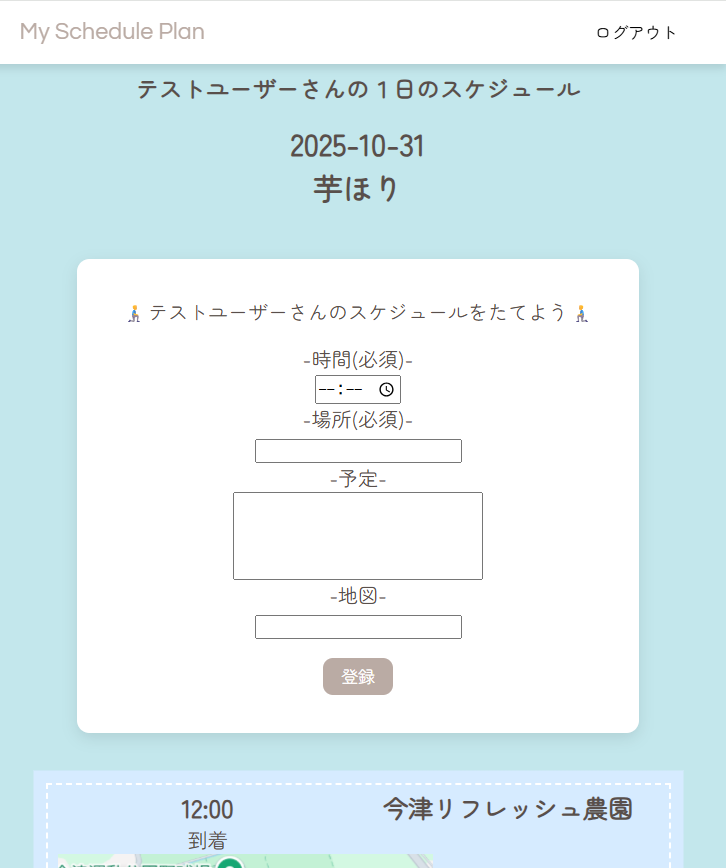 My Schedule Plan
ログアウト
テストユーザーさんの１日のスケジュール
2025-10-31
芋ほり
🧎テストユーザーさんのスケジュールをたてよう🧎
-時間(必須)-
--:--
-場所(必須)-
-予定-
-地図-
登録
12:00
今津リフレッシュ農園
到着